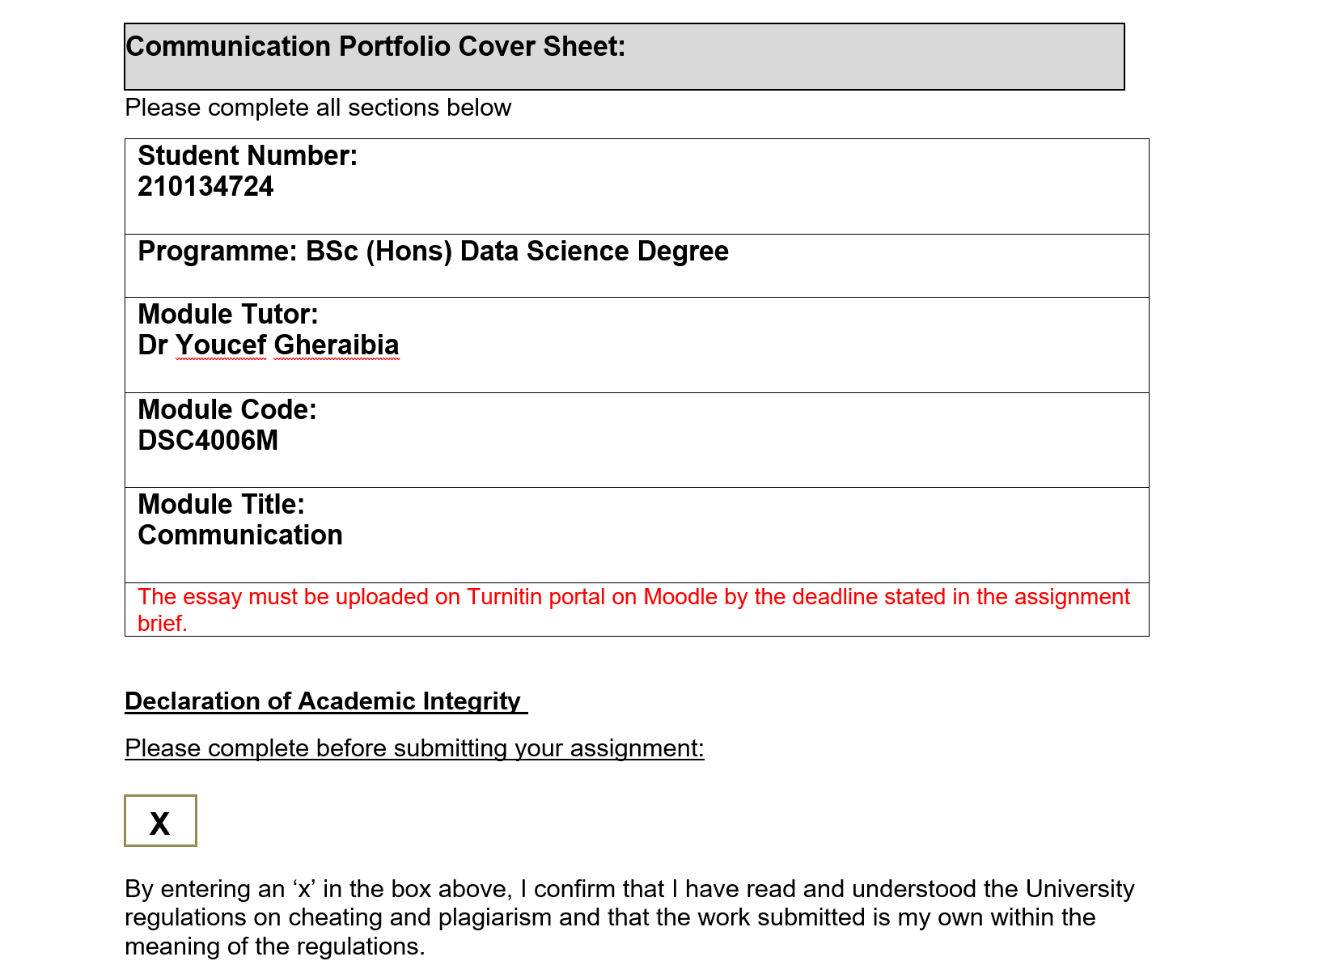 Communication Portfolio Cover Sheet:
Please complete all sections below
Student Number:
210134724
Programme: BSc (Hons) Data Science Degree
Module Tutor:
Dr Youcef Gheraibia
Module Code:
DSC4006M
Module Title:
Communication
The essay must be uploaded on Turnitin portal on Moodle by the deadline stated in the assignment
brief.
Declaration of Academic Integrity
Please complete before submitting your assignment:
X
By entering an ‘x’ in the box above, I confirm that I have read and understood the University
regulations on cheating and plagiarism and that the work submitted is my own within the
meaning of the regulations.